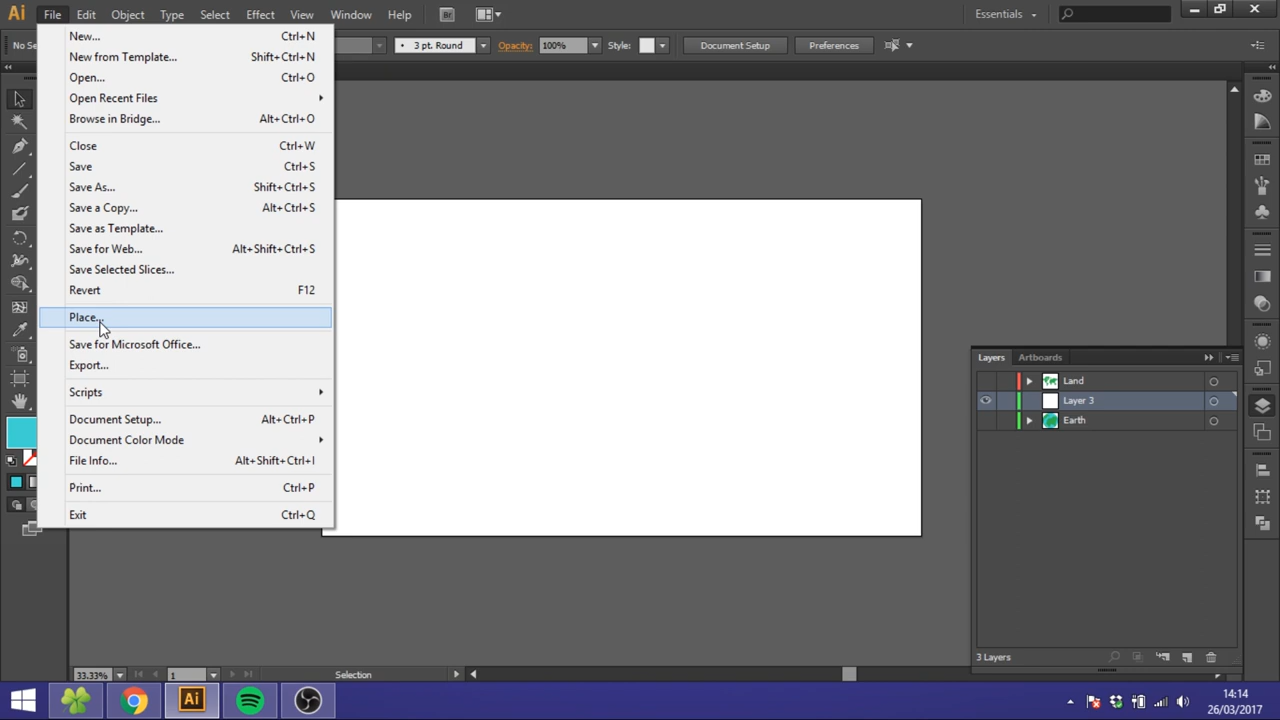 Ai File Edit Object Type Select Effect View Window Help Br Essentials
No Se 3 pt. Round Opacity: 100% Style: Document Setup Preferences
New... Ctrl+N
New from Template... Shift+Ctrl+N
Open... Ctrl+O
Open Recent Files
Browse in Bridge... Alt+Ctrl+O
Close Ctrl+W
Save Ctrl+S
Save As... Shift+Ctrl+S
Save a Copy... Alt+Ctrl+S
Save as Template...
Save for Web... Alt+Shift+Ctrl+S
Save Selected Slices...
Revert F12
Place...
Save for Microsoft Office...
Export...
Scripts
Document Setup... Alt+Ctrl+P
Document Color Mode
File Info... Alt+Shift+Ctrl+I
Print... Ctrl+P
Exit Ctrl+Q
Layers Artboards
Land
Layer 3
Earth
3 Layers
33.33% 1 Selection
Ai
14:14
26/03/2017